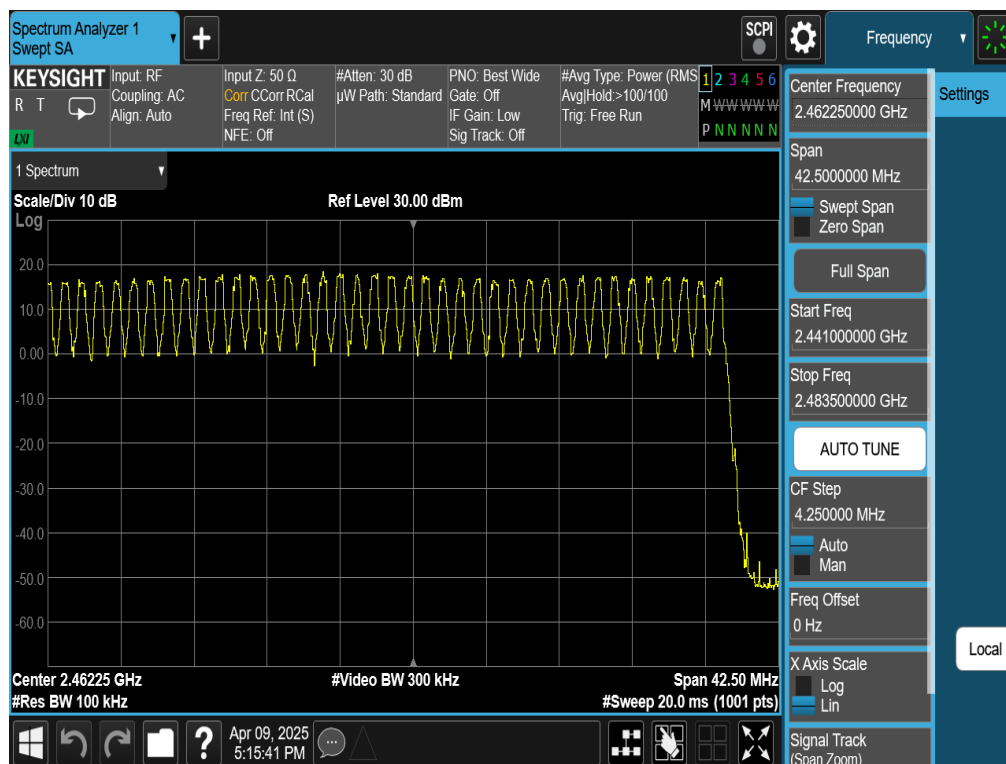 Spectrum Analyzer 1
Swept SA
+
SCPI
Frequency
KEYSIGHT
R T
LXI
Input: RF
Coupling: AC
Align: Auto
Input Z: 50 Ω
Corr CCorr RCal
Freq Ref: Int (S)
NFE: Off
#Atten: 30 dB
µW Path: Standard
PNO: Best Wide
Gate: Off
IF Gain: Low
Sig Track: Off
#Avg Type: Power (RMS
Avg|Hold:>100/100
Trig: Free Run
1 2 3 4 5 6
M W W W W W
P N N N N N
Center Frequency
2.462250000 GHz
Settings
Span
42.5000000 MHz
Swept Span
Zero Span
Full Span
Start Freq
2.441000000 GHz
Stop Freq
2.483500000 GHz
AUTO TUNE
CF Step
4.250000 MHz
Auto
Man
Freq Offset
0 Hz
X Axis Scale
Log
Lin
Signal Track
(Span Zoom)
Local
1 Spectrum
Scale/Div 10 dB
Ref Level 30.00 dBm
Log
20.0
10.0
0.00
-10.0
-20.0
-30.0
-40.0
-50.0
-60.0
Center 2.46225 GHz
#Video BW 300 kHz
Span 42.50 MHz
#Res BW 100 kHz
#Sweep 20.0 ms (1001 pts)
?
Apr 09, 2025
5:15:41 PM